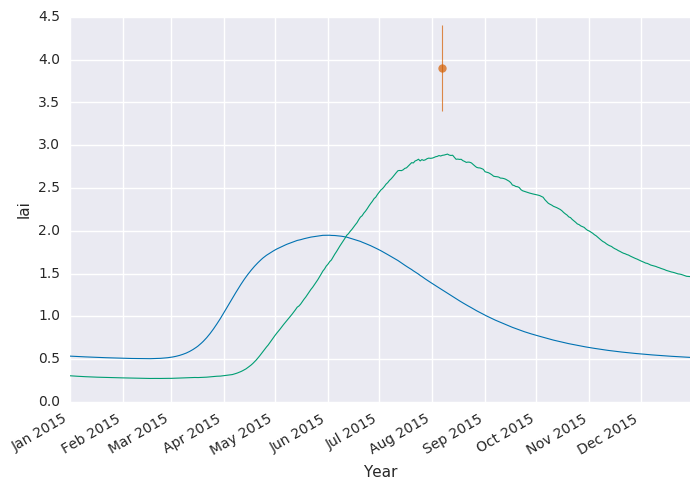 4.5
4.0
3.5
3.0
2.5
2.0
1.5
1.0
0.5
0.0
lai
Jan 2015
Feb 2015
Mar 2015
Apr 2015
May 2015
Jun 2015
Jul 2015
Aug 2015
Sep 2015
Oct 2015
Nov 2015
Dec 2015
Year